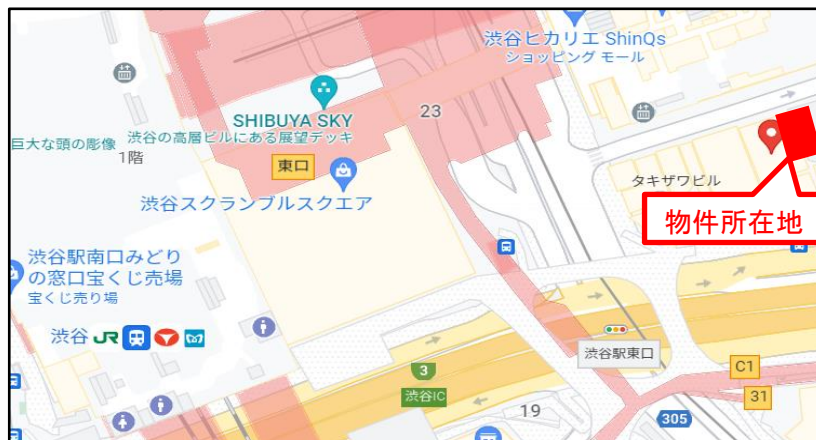 渋谷ヒカリエ ShinQs
ショッピング モール
SHIBUYA SKY
渋谷の高層ビルにある展望デッキ
23
巨大な頭の彫像
1階
東口
タキザワビル
渋谷スクランブルスクエア
物件所在地
渋谷駅南口みどり
の窓口宝くじ売場
宝くじ売り場
渋谷 JR
渋谷駅東口
3
渋谷IC
C1
31
19
305